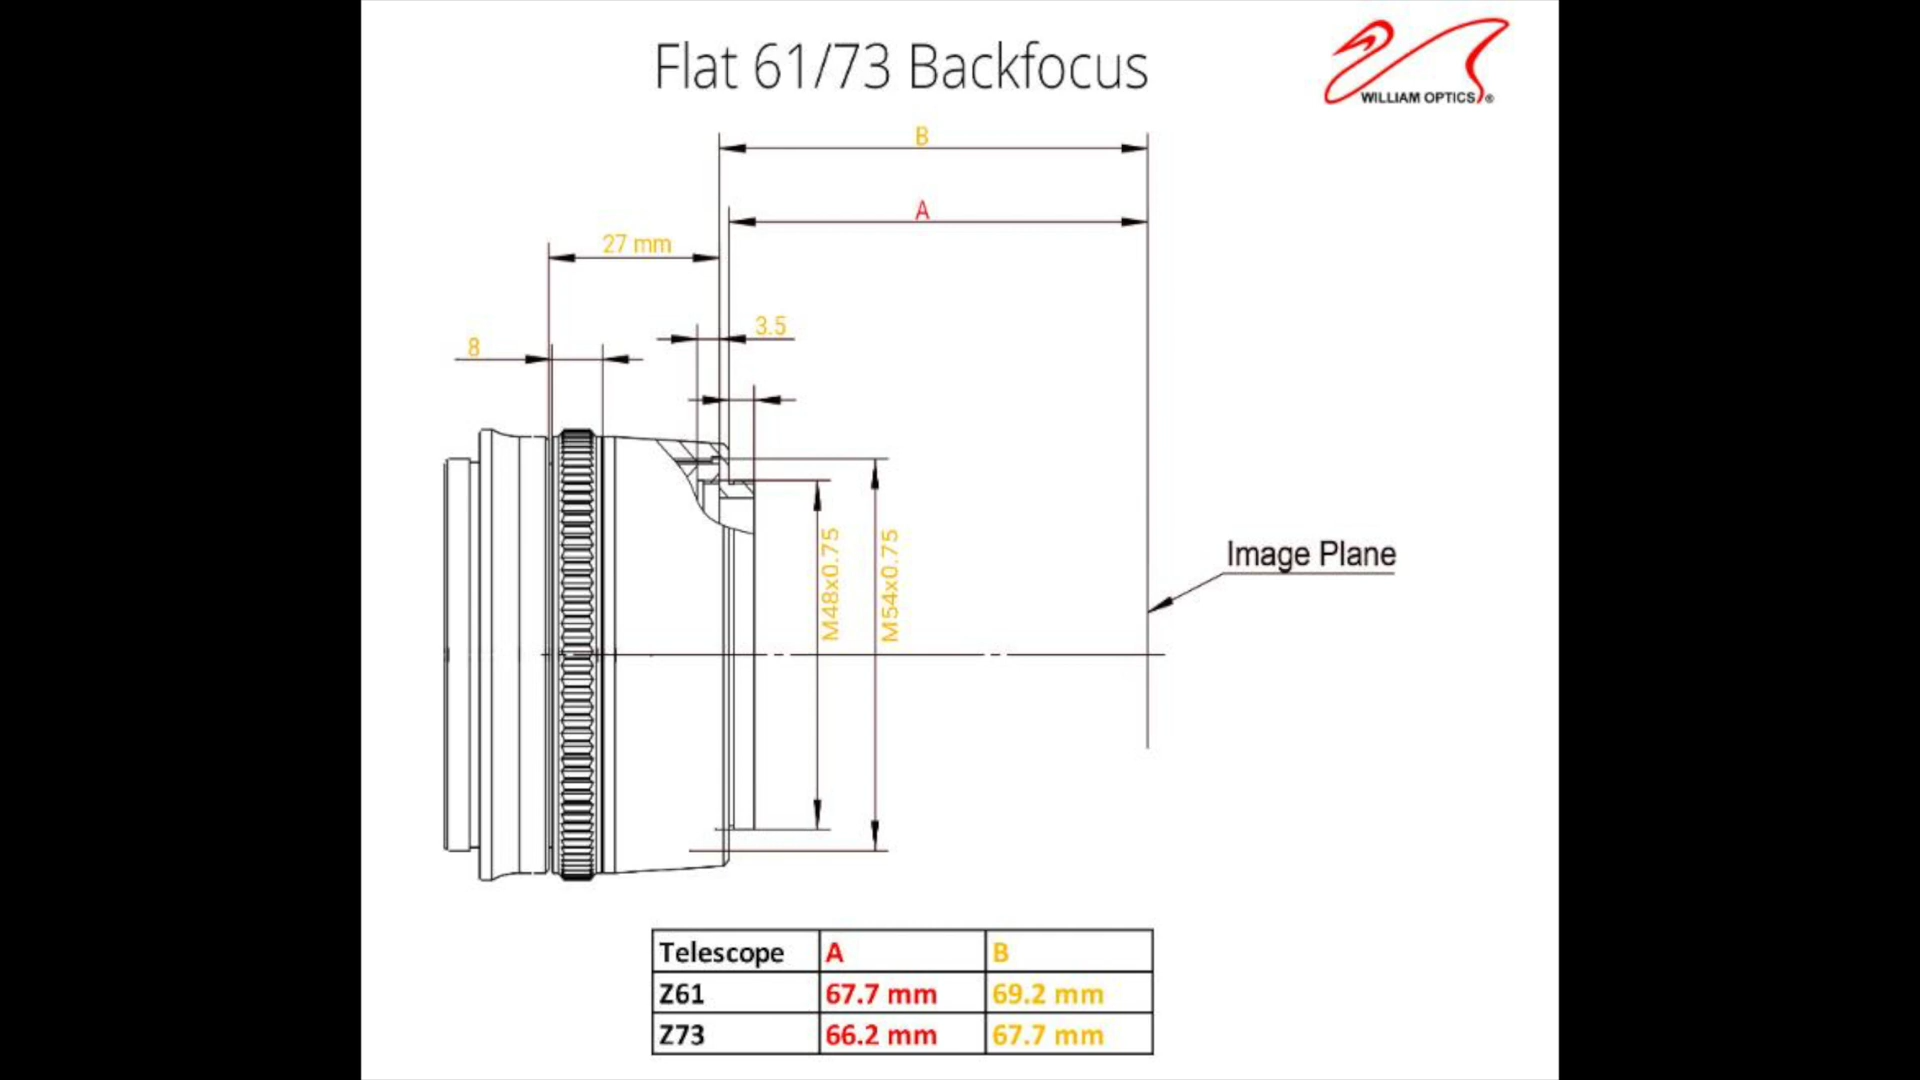 Flat 61/73 Backfocus
WILLIAM OPTICS®
B
A
27 mm
3.5
8
M48x0.75
M54x0.75
Image Plane
Telescope A B
Z61 67.7 mm 69.2 mm
Z73 66.2 mm 67.7 mm